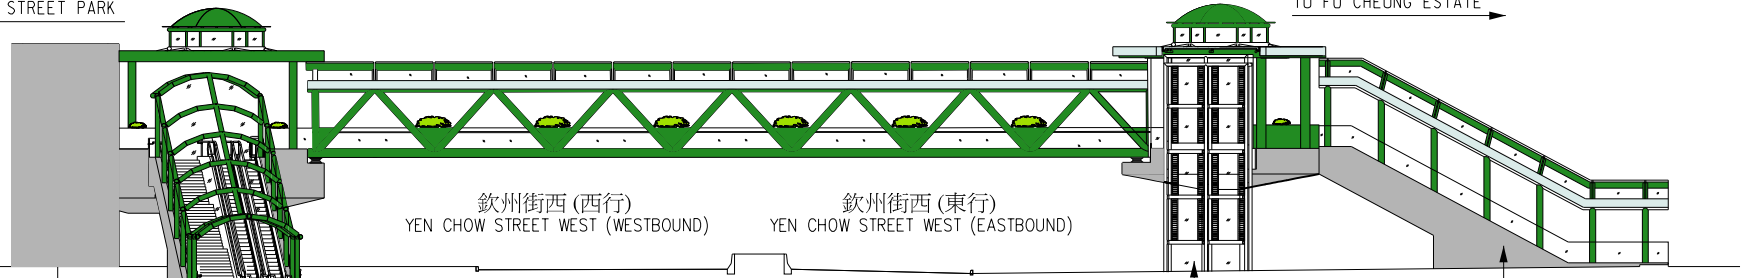 STREET PARK
TU FU CHEUNG ESTATE
欽州街西 (西行)
YEN CHOW STREET WEST (WESTBOUND)
欽州街西 (東行)
YEN CHOW STREET WEST (EASTBOUND)